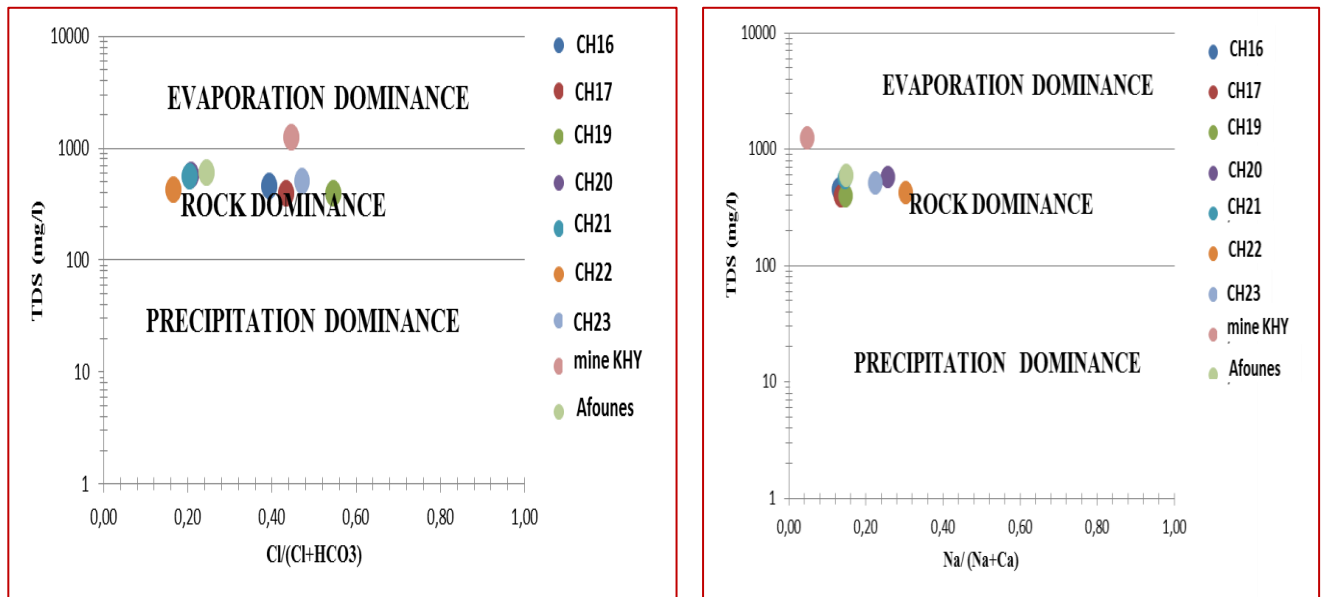 10000
1000
100
10
1
TDS (mg/l)
EVAPORATION DOMINANCE
ROCK DOMINANCE
PRECIPITATION DOMINANCE
0,00 0,20 0,40 0,60 0,80 1,00
Cl/(Cl+HCO3)
CH16
CH17
CH19
CH20
CH21
CH22
CH23
mine KHY
Afounes
10000
1000
100
10
1
TDS (mg/l)
EVAPORATION DOMINANCE
ROCK DOMINANCE
PRECIPITATION DOMINANCE
0,00 0,20 0,40 0,60 0,80 1,00
Na/(Na+Ca)
CH16
CH17
CH19
CH20
CH21
CH22
CH23
mine KHY
Afounes